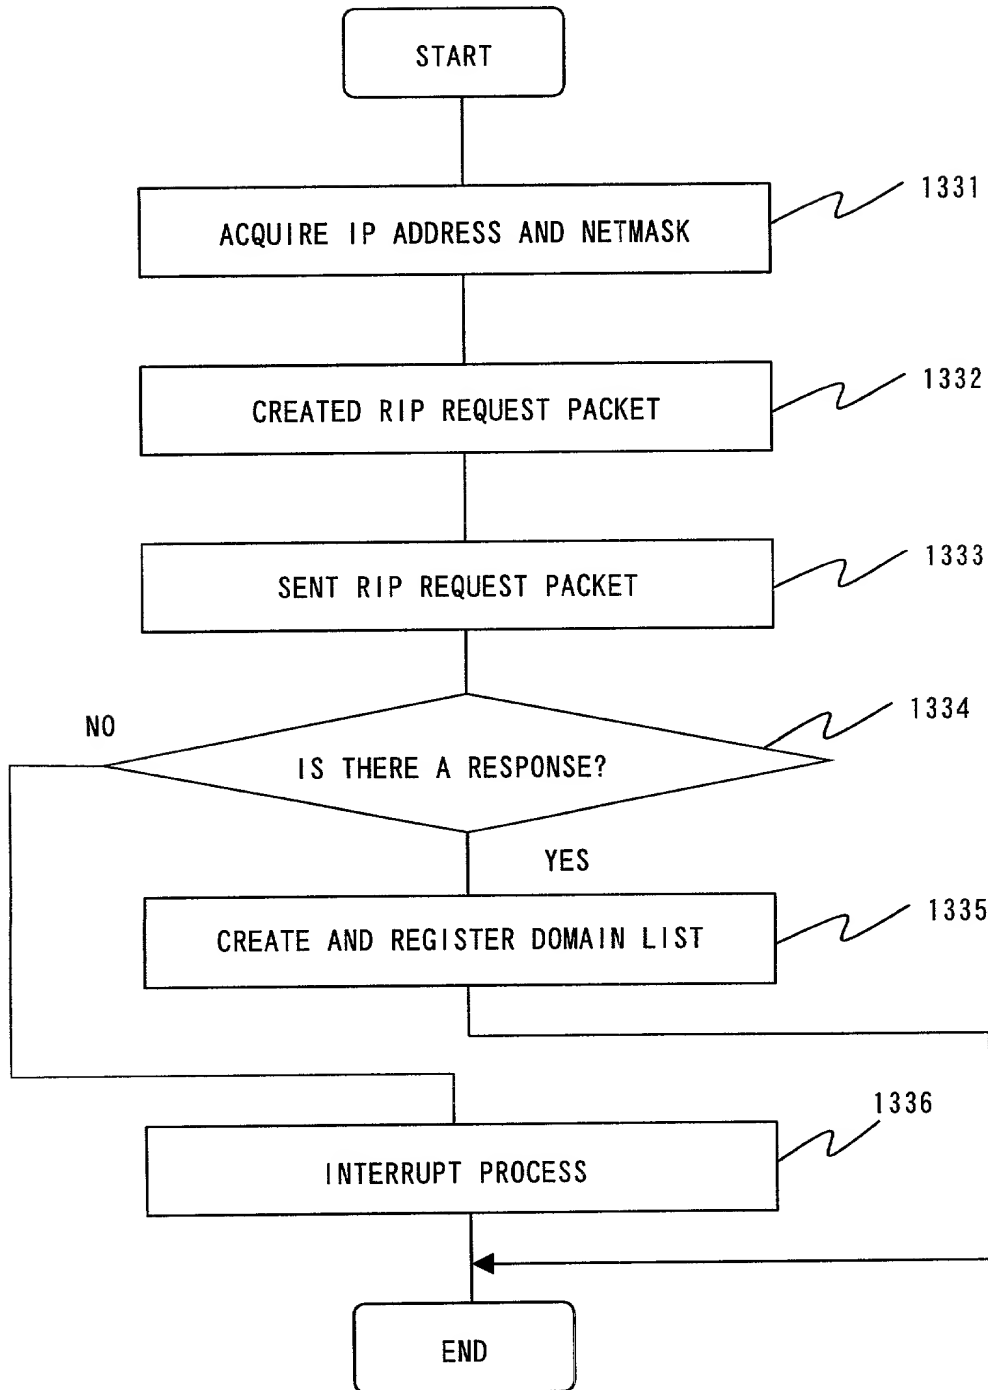 START
1331
ACQUIRE IP ADDRESS AND NETMASK
1332
CREATED RIP REQUEST PACKET
1333
SENT RIP REQUEST PACKET
1334
NO
IS THERE A RESPONSE?
YES
1335
CREATE AND REGISTER DOMAIN LIST
1336
INTERRUPT PROCESS
END